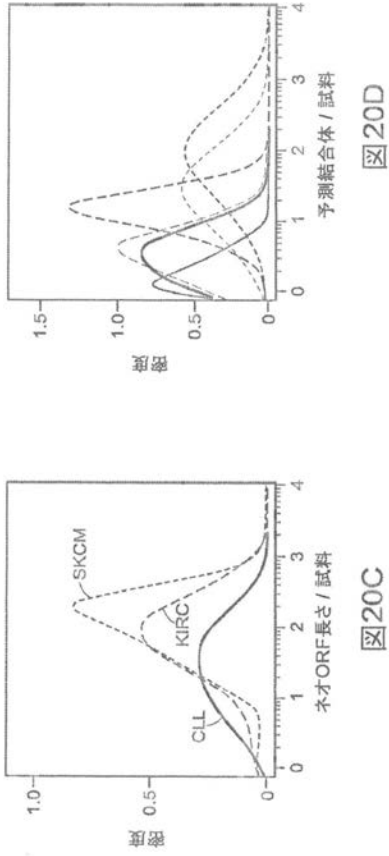 密度
1.0
0.5
0
CLL
KIRC
SKCM
0 1 2 3 4
ネオORF長さ / 試料
図20C
密度
1.5
1.0
0.5
0
0 1 2 3 4
予測結合体 / 試料
図20D